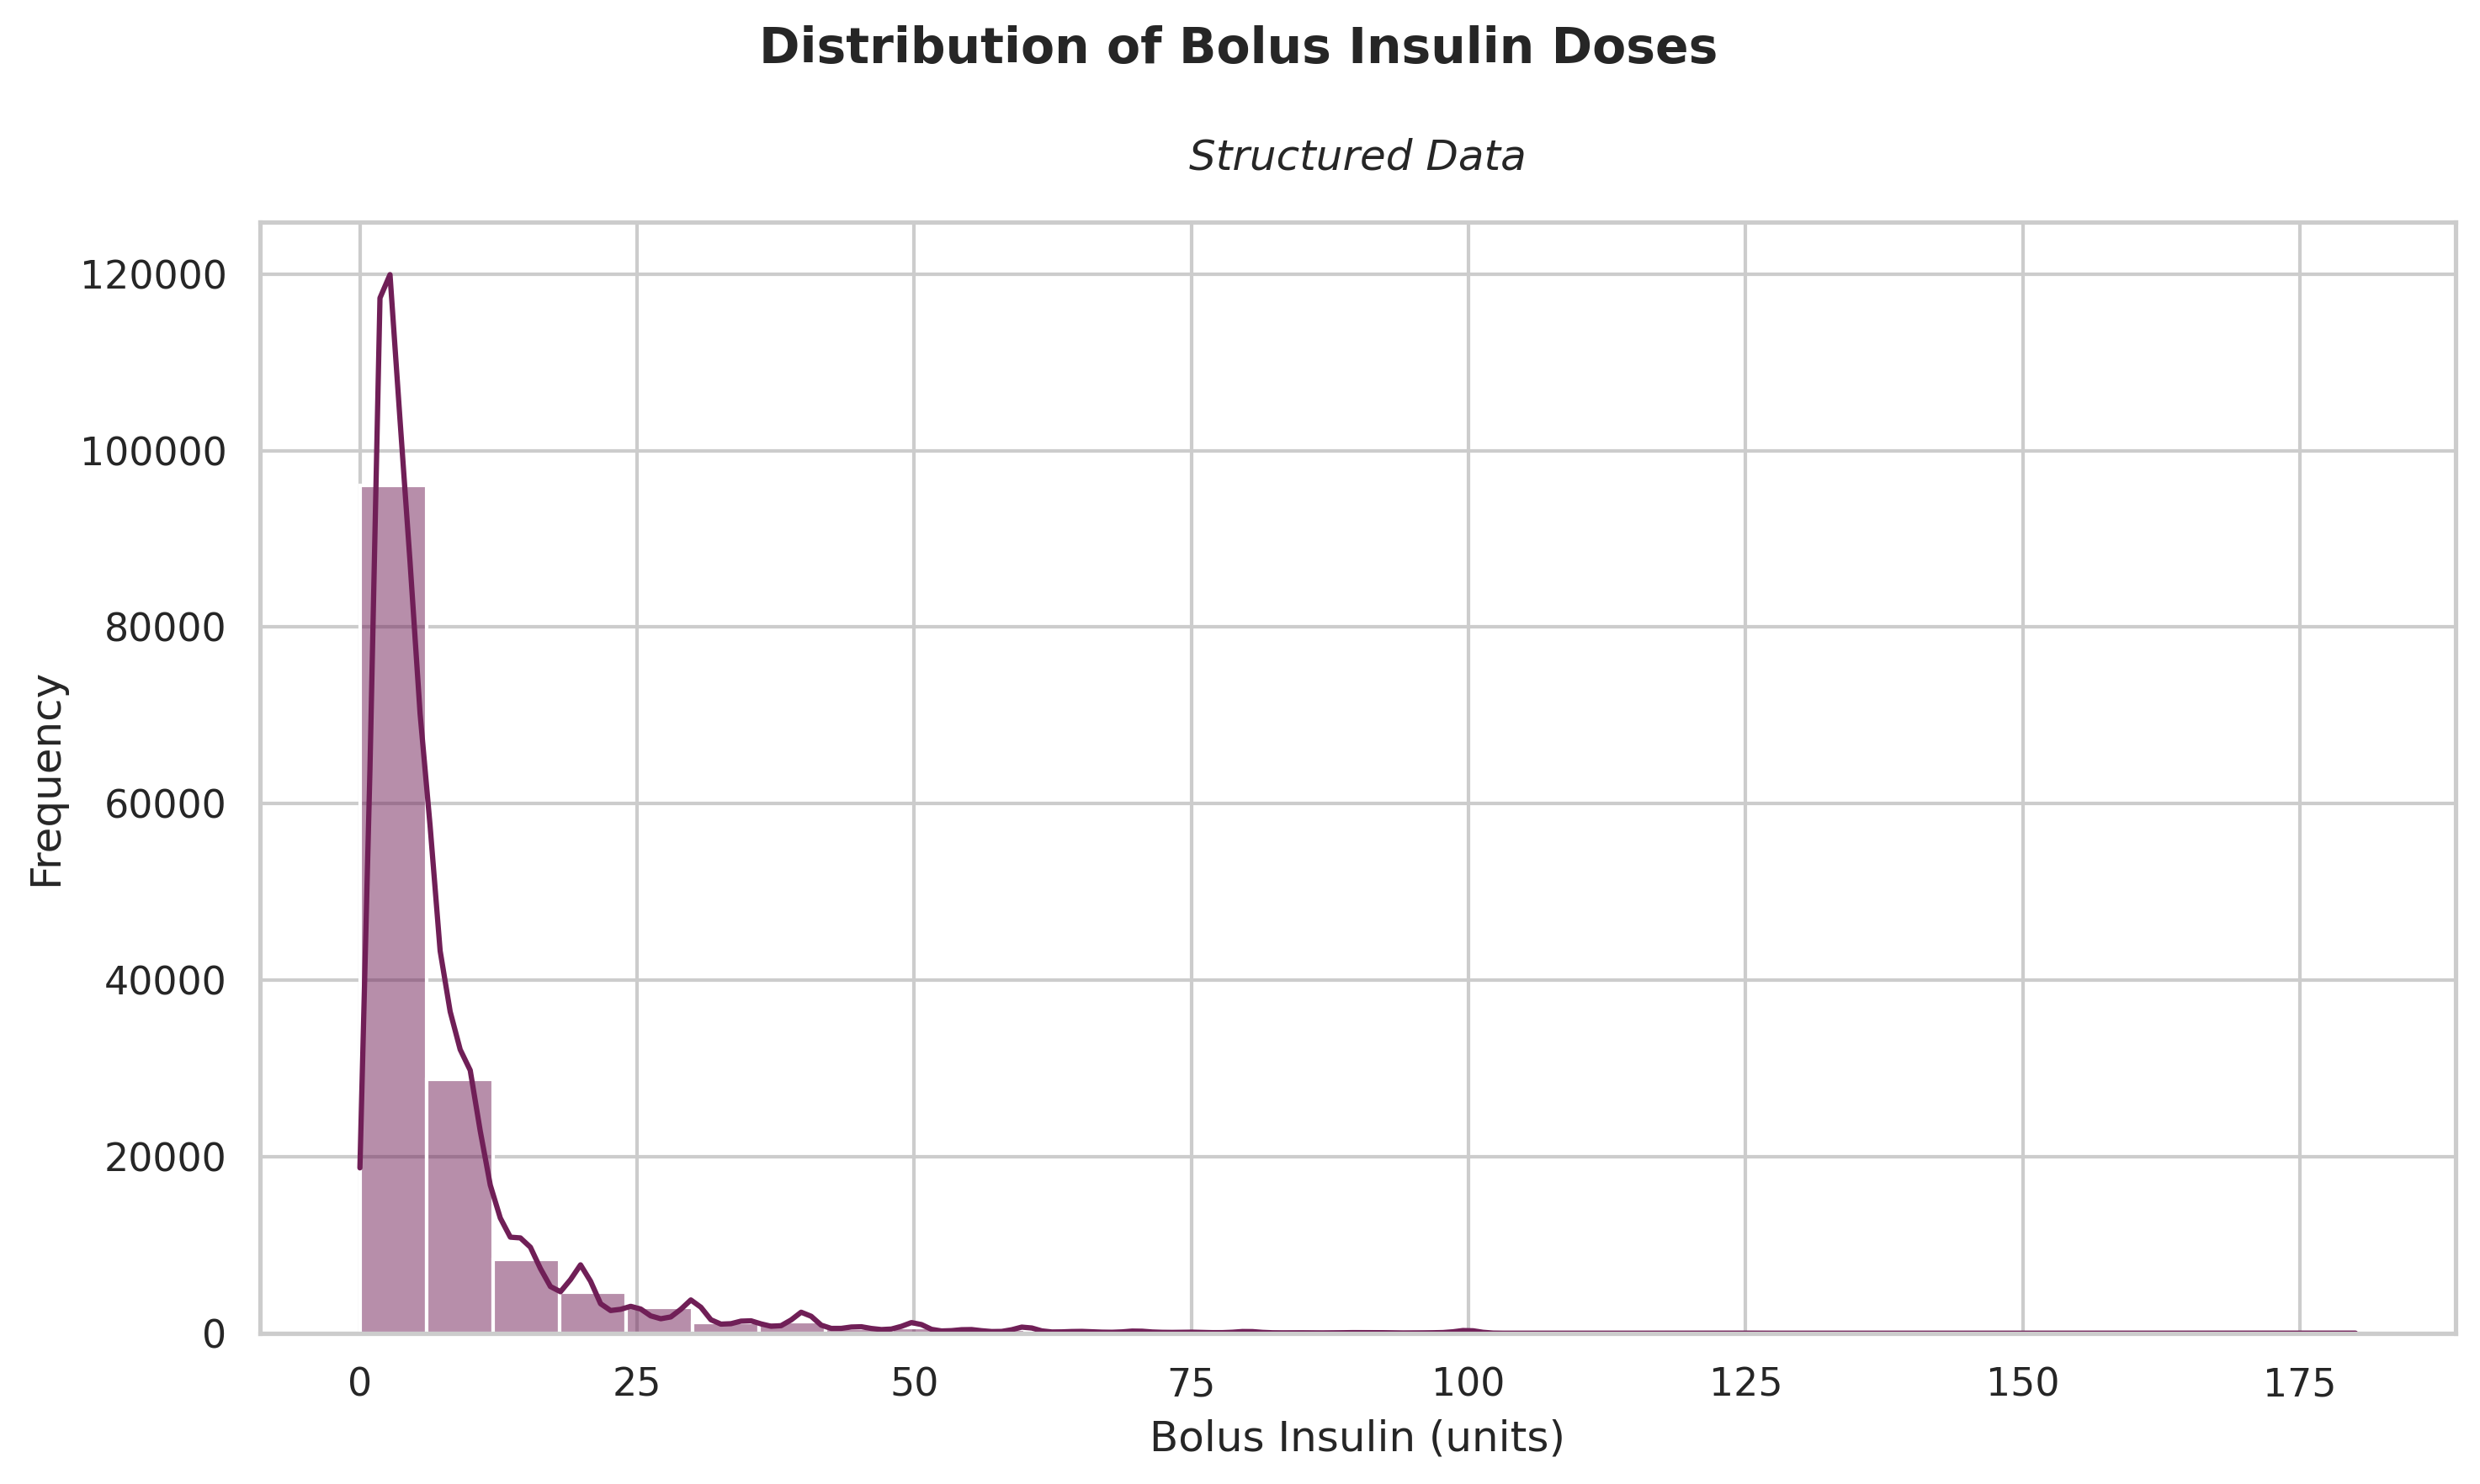 Distribution of Bolus Insulin Doses
Structured Data
120000
100000
80000
60000
40000
20000
0
Frequency
0 25 50 75 100 125 150 175
Bolus Insulin (units)